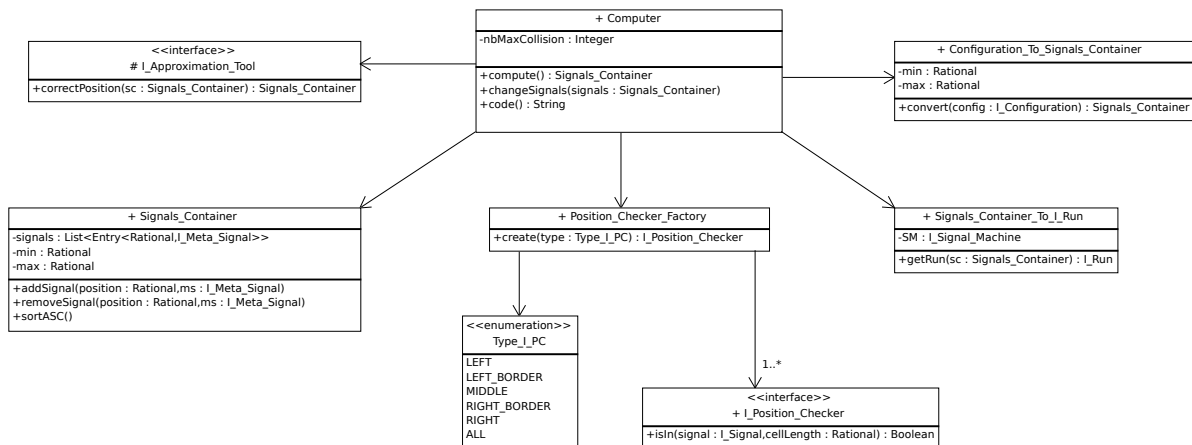 + Computer
-nbMaxCollision : Integer
+compute() : Signals_Container
+changeSignals(signals : Signals_Container)
+code() : String
<<interface>>
# I_Approximation_Tool
+correctPosition(sc : Signals_Container) : Signals_Container
+ Configuration_To_Signals_Container
-min : Rational
-max : Rational
+convert(config : I_Configuration) : Signals_Container
+ Signals_Container
-signals : List<Entry<Rational,I_Meta_Signal>>
-min : Rational
-max : Rational
+addSignal(position : Rational,ms : I_Meta_Signal)
+removeSignal(position : Rational,ms : I_Meta_Signal)
+sortASC()
+ Position_Checker_Factory
+create(type : Type_I_PC) : I_Position_Checker
+ Signals_Container_To_I_Run
-SM : I_Signal_Machine
+getRun(sc : Signals_Container) : I_Run
<<enumeration>>
Type_I_PC
LEFT
LEFT_BORDER
MIDDLE
RIGHT_BORDER
RIGHT
ALL
1..*
<<interface>>
+ I_Position_Checker
+isIn(signal : I_Signal,cellLength : Rational) : Boolean